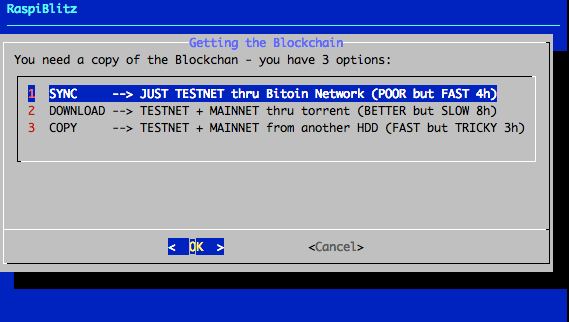 RaspiBlitz
Getting the Blockchain
You need a copy of the Blockchan - you have 3 options:
1 SYNC --> JUST TESTNET thru Bitoin Network (POOR but FAST 4h)
2 DOWNLOAD --> TESTNET + MAINNET thru torrent (BETTER but SLOW 8h)
3 COPY --> TESTNET + MAINNET from another HDD (FAST but TRICKY 3h)
< OK > <Cancel>